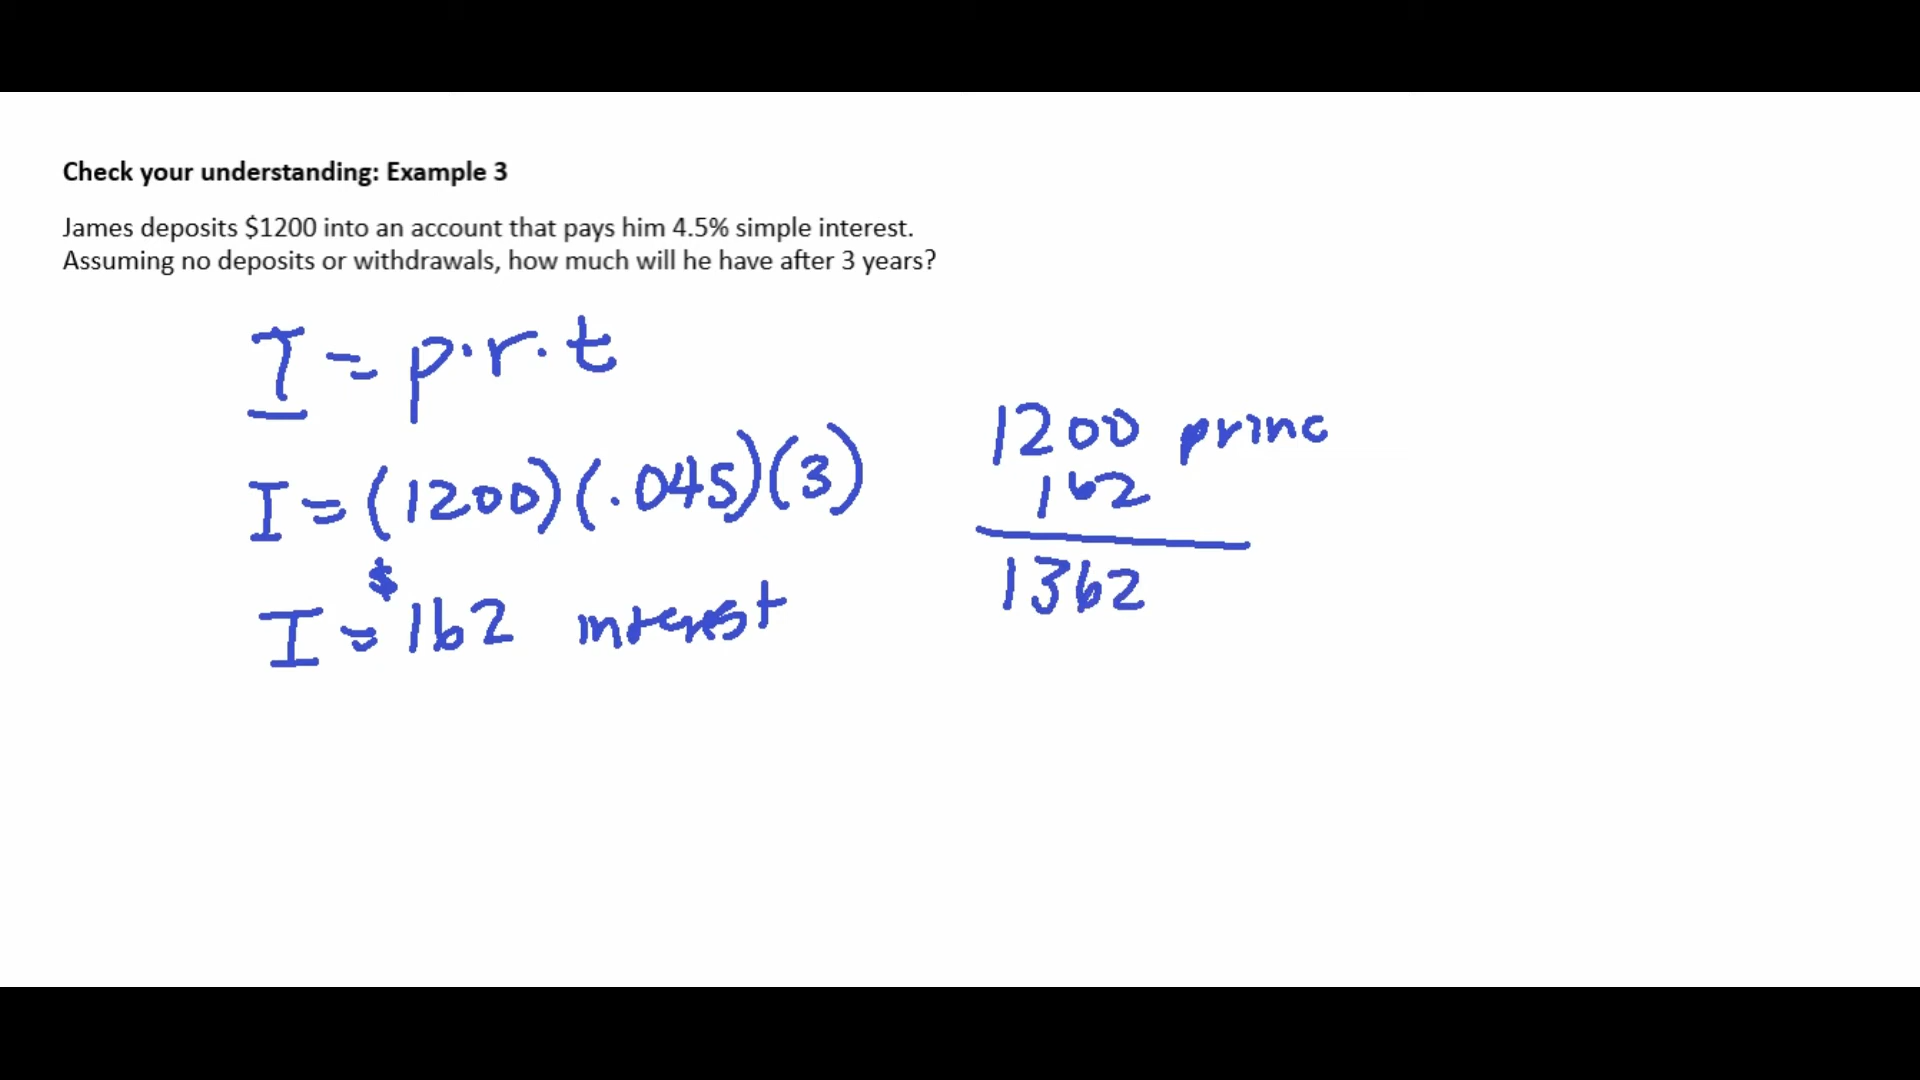 Check your understanding: Example 3
James deposits $1200 into an account that pays him 4.5% simple interest.
Assuming no deposits or withdrawals, how much will he have after 3 years?
I = p·r·t
I = (1200)(.045)(3)
I = $162 interest
1200 princ
162
1362